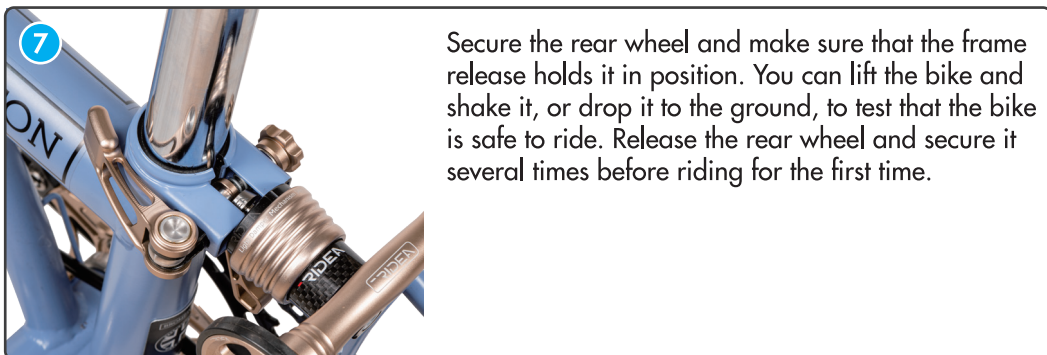 7
Secure the rear wheel and make sure that the frame
release holds it in position. You can lift the bike and
shake it, or drop it to the ground, to test that the bike
is safe to ride. Release the rear wheel and secure it
several times before riding for the first time.
ON
RIDEA
RIDEA